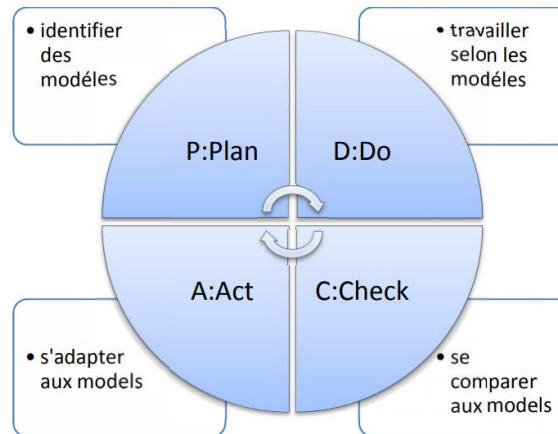 • identifier
des
modéles
• travailler
selon les
modéles
P:Plan
D:Do
A:Act
C:Check
• s'adapter
aux models
• se
comparer
aux models